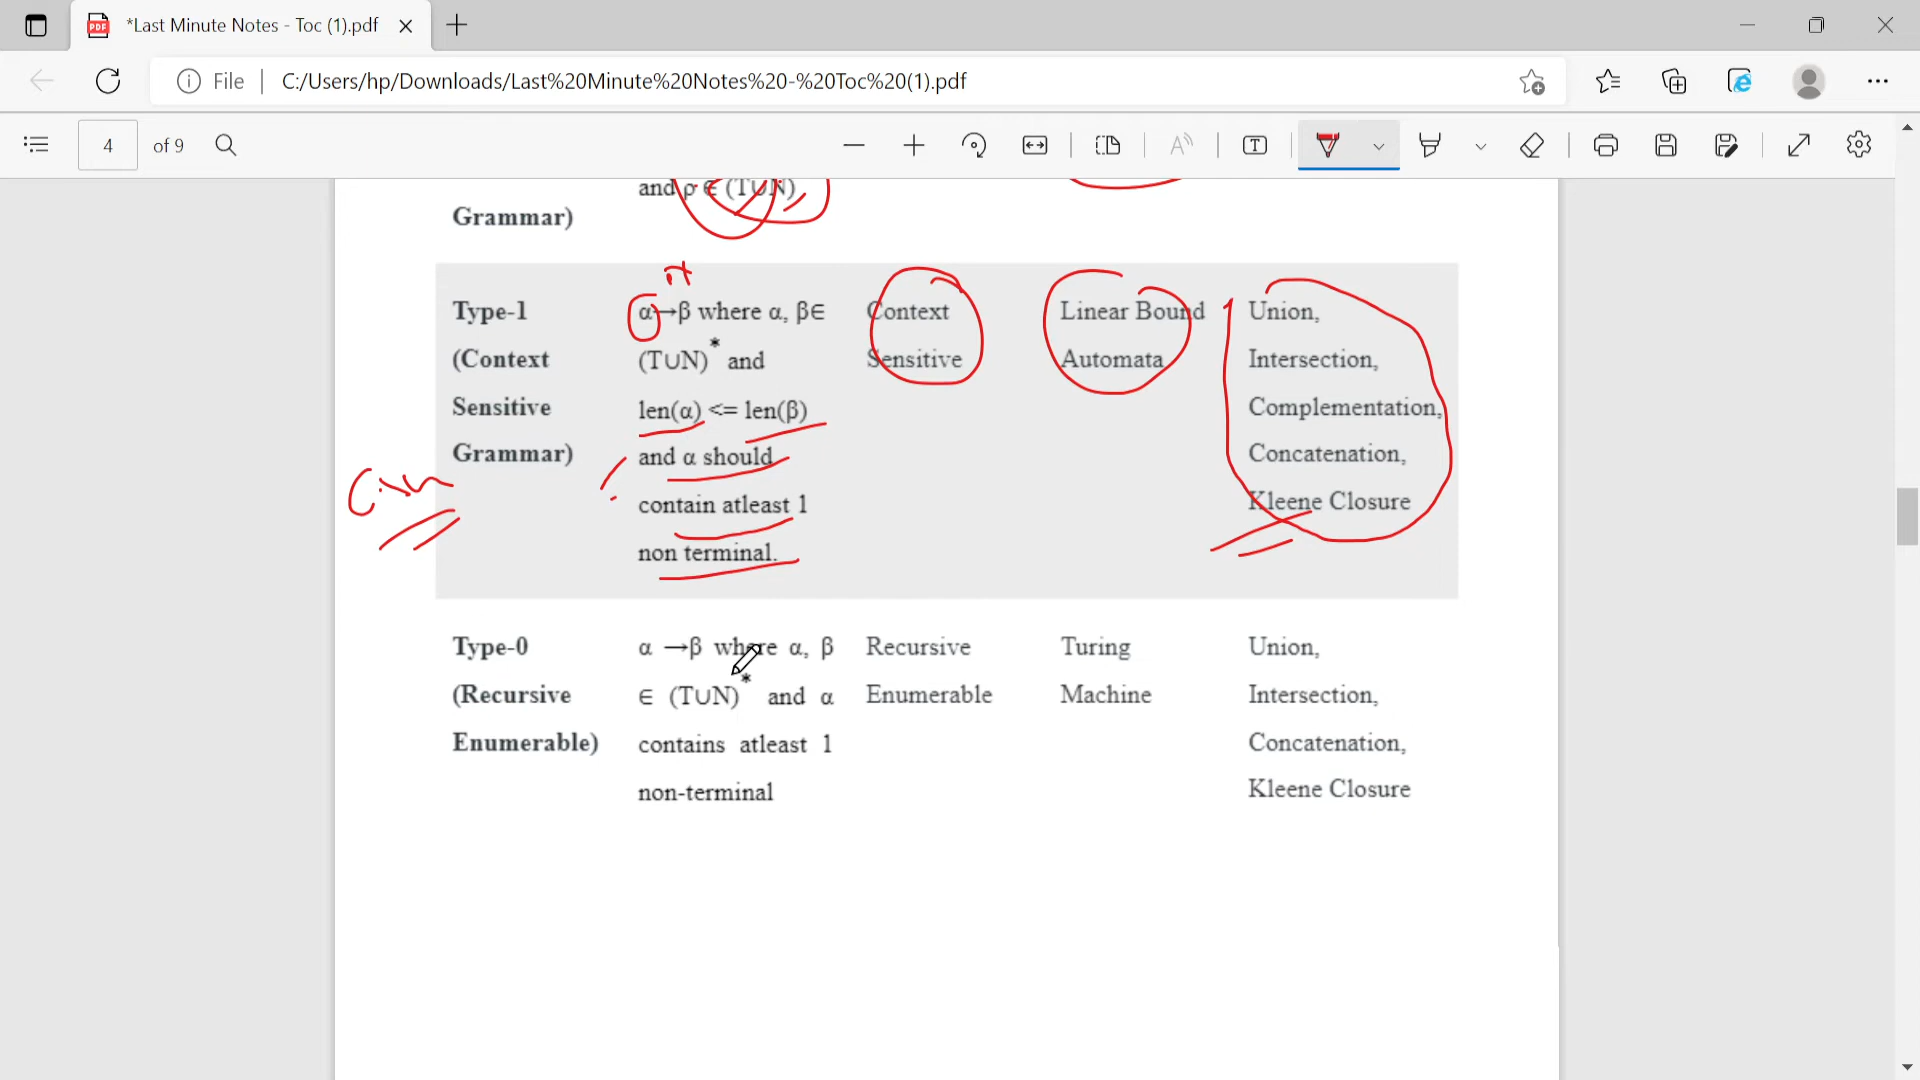 *Last Minute Notes - Toc (1).pdf
File C:/Users/hp/Downloads/Last%20Minute%20Notes%20-%20Toc%20(1).pdf
4 of 9
and β ∈ (T∪N)
Grammar)
Type-1 α→β where α, β∈ Context Linear Bound Union,
(Context (T∪N)* and Sensitive Automata Intersection,
Sensitive len(α) <= len(β) Complementation,
Grammar) and α should Concatenation,
contain atleast 1 Kleene Closure
non terminal.
Type-0 α →β where α, β Recursive Turing Union,
(Recursive ∈ (T∪N)* and α Enumerable Machine Intersection,
Enumerable) contains atleast 1 Concatenation,
non-terminal Kleene Closure